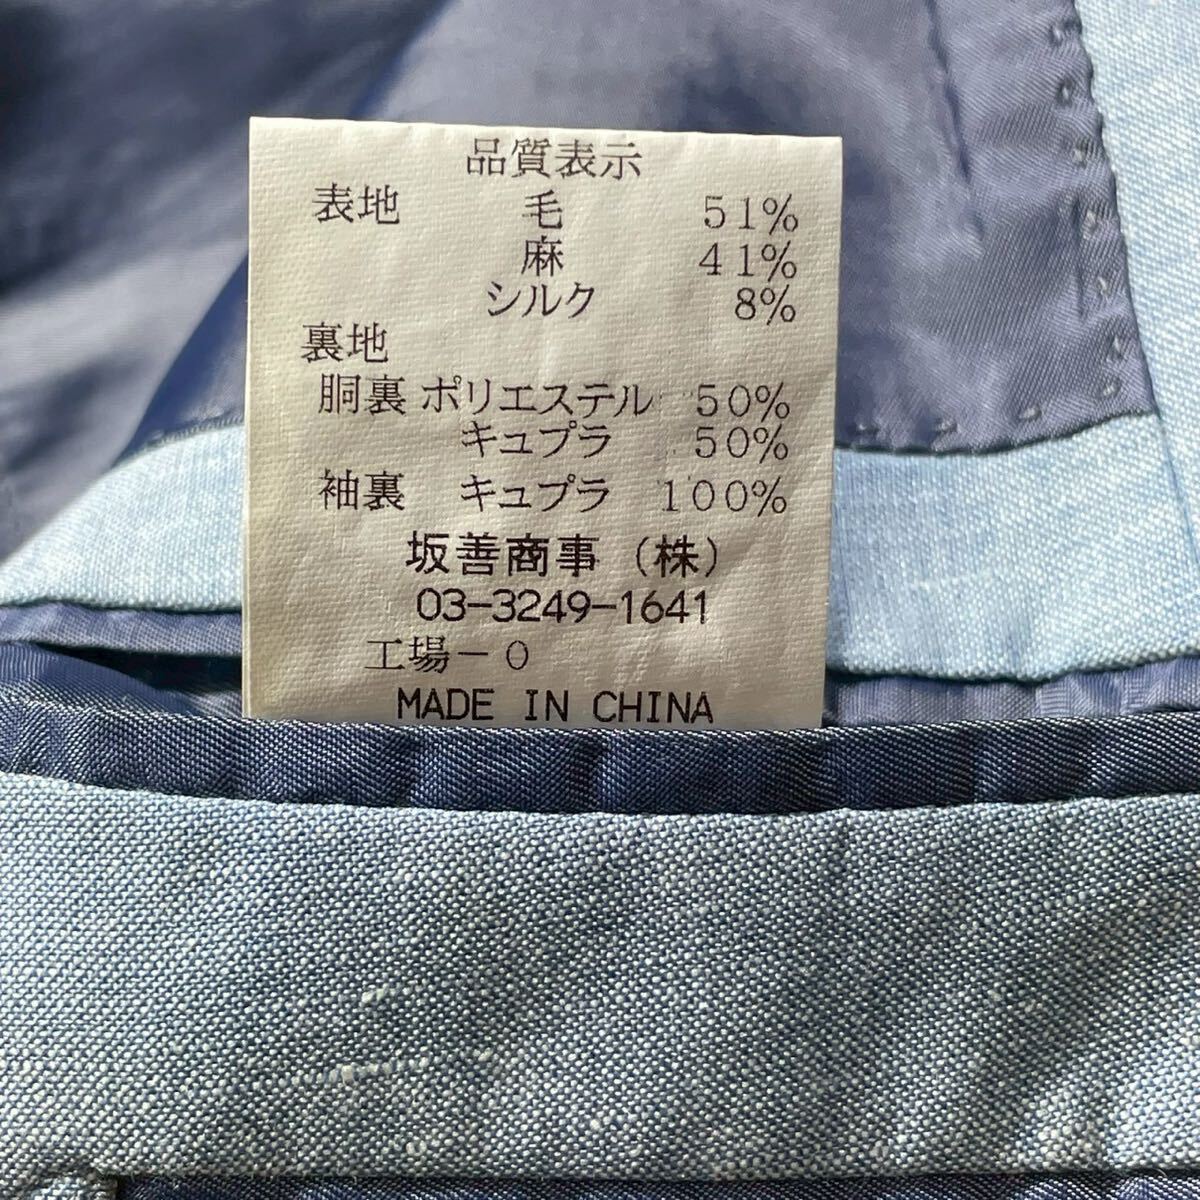 品質表示
表地 毛 51%
麻 41%
シルク 8%
裏地
胴裏 ポリエステル 50%
キュプラ 50%
袖裏 キュプラ 100%
坂善商事（株）
03-3249-1641
工場－0
MADE IN CHINA